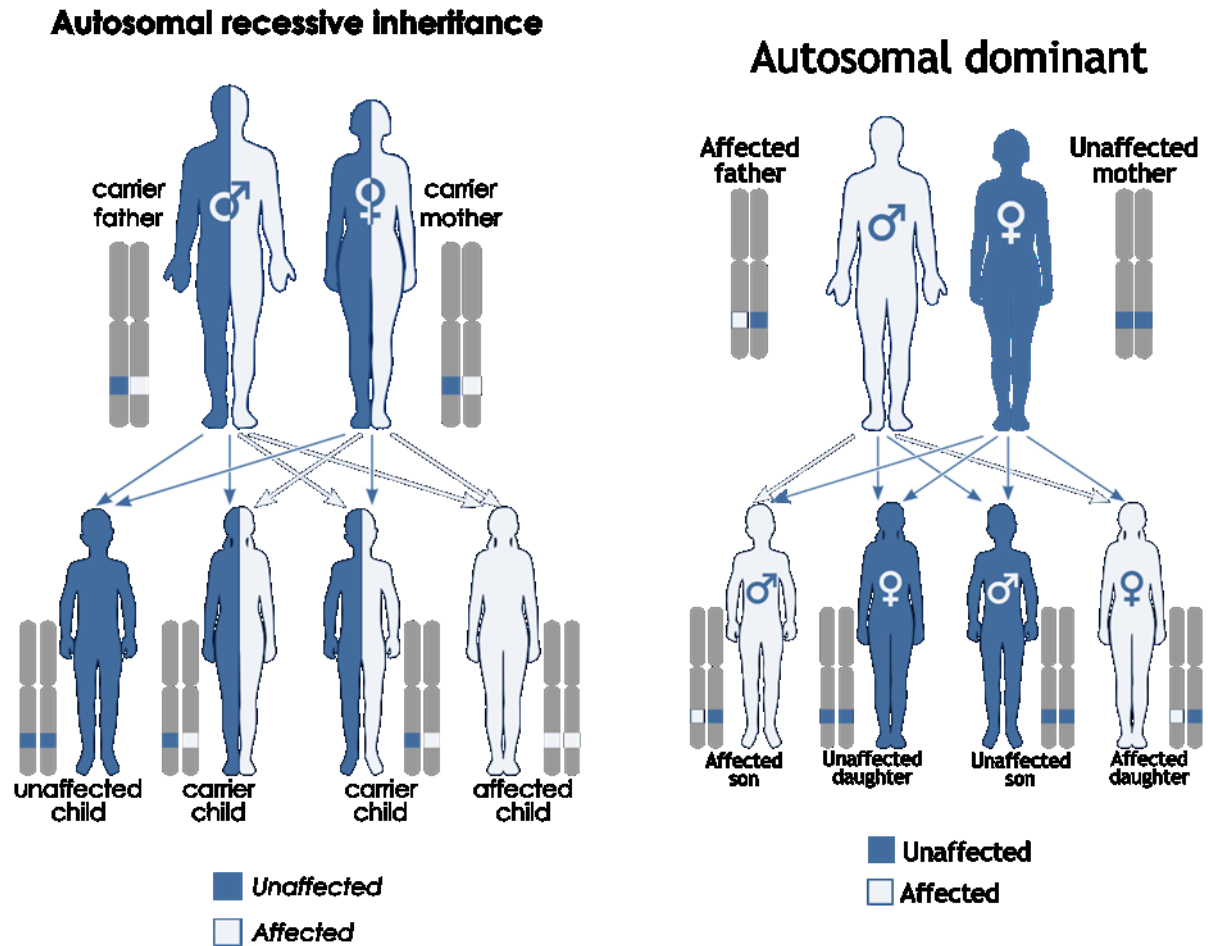 Autosomal recessive inheritance
carrier
father
carrier
mother
unaffected
child
carrier
child
carrier
child
affected
child
Unaffected
Affected
Autosomal dominant
Affected
father
Unaffected
mother
Affected
son
Unaffected
daughter
Unaffected
son
Affected
daughter
Unaffected
Affected